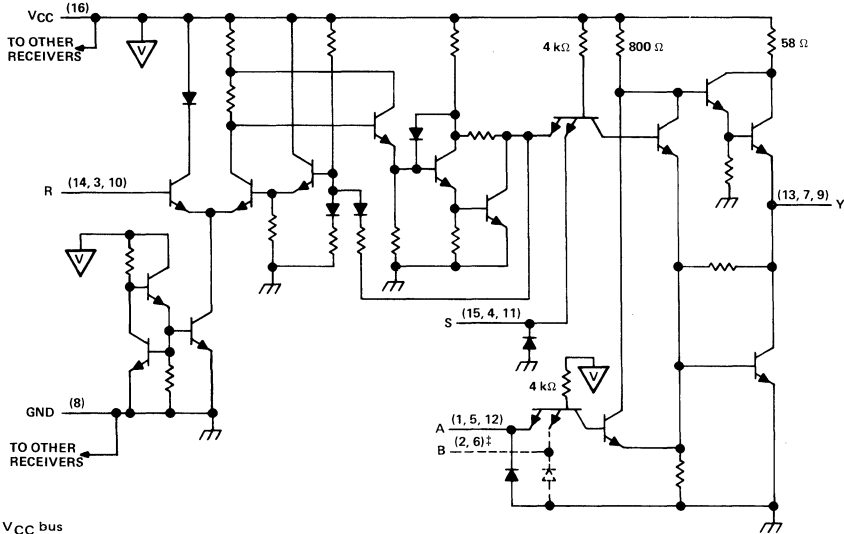 VCC (16)
TO OTHER
RECEIVERS
V
4 kΩ
800 Ω
58 Ω
R (14, 3, 10)
(13, 7, 9) Y
V
S (15, 4, 11)
4 kΩ
V
GND (8)
A (1, 5, 12)
B (2, 6)‡
TO OTHER
RECEIVERS
VCC bus